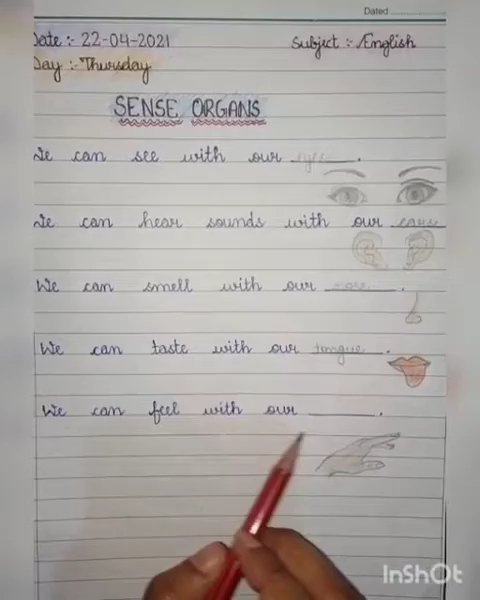 Dated
Date :- 22-04-2021 Subject :- English
Day :- Thursday
SENSE ORGANS
We can see with our eyes.
We can hear sounds with our ears
We can smell with our nose.
We can taste with our tongue.
We can feel with our ______.
InShOt